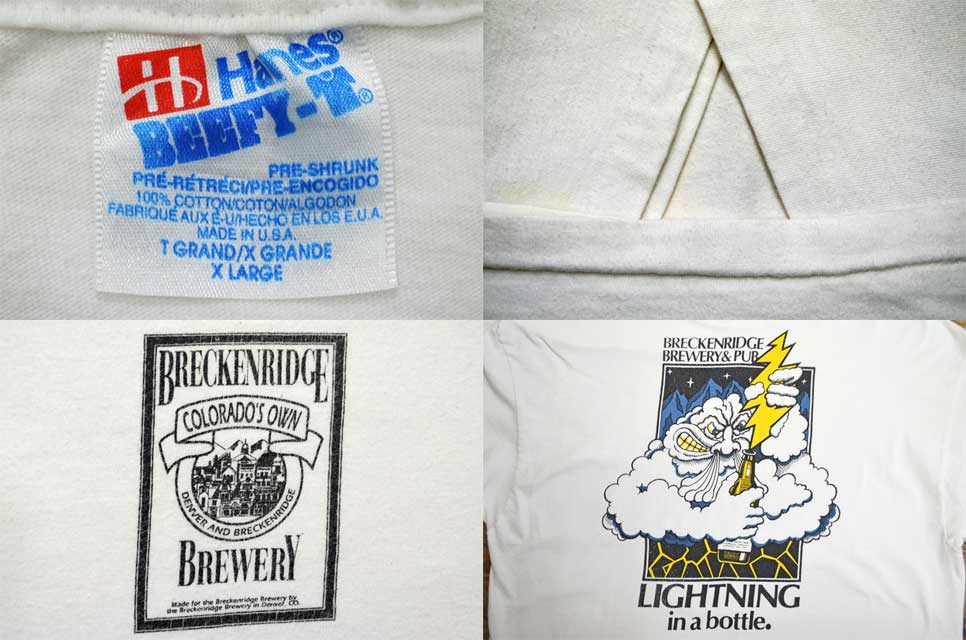 H Hanes®
BEEFY-T®
PRE-SHRUNK
PRÉ-RÉTRÉCI/PRE-ENCOGIDO
100% COTTON/COTON/ALGODON
FABRIQUÉ AUX É-U/HECHO EN LOS E.U.A.
MADE IN U.S.A.
T GRAND/X GRANDE
X LARGE
BRECKENRIDGE
COLORADO'S OWN
DENVER AND BRECKENRIDGE
BREWERY
Made for the Breckenridge Brewery by
the Breckenridge Brewery in Denver, CO.
BRECKENRIDGE
BREWERY & PUB
LIGHTNING
in a bottle.